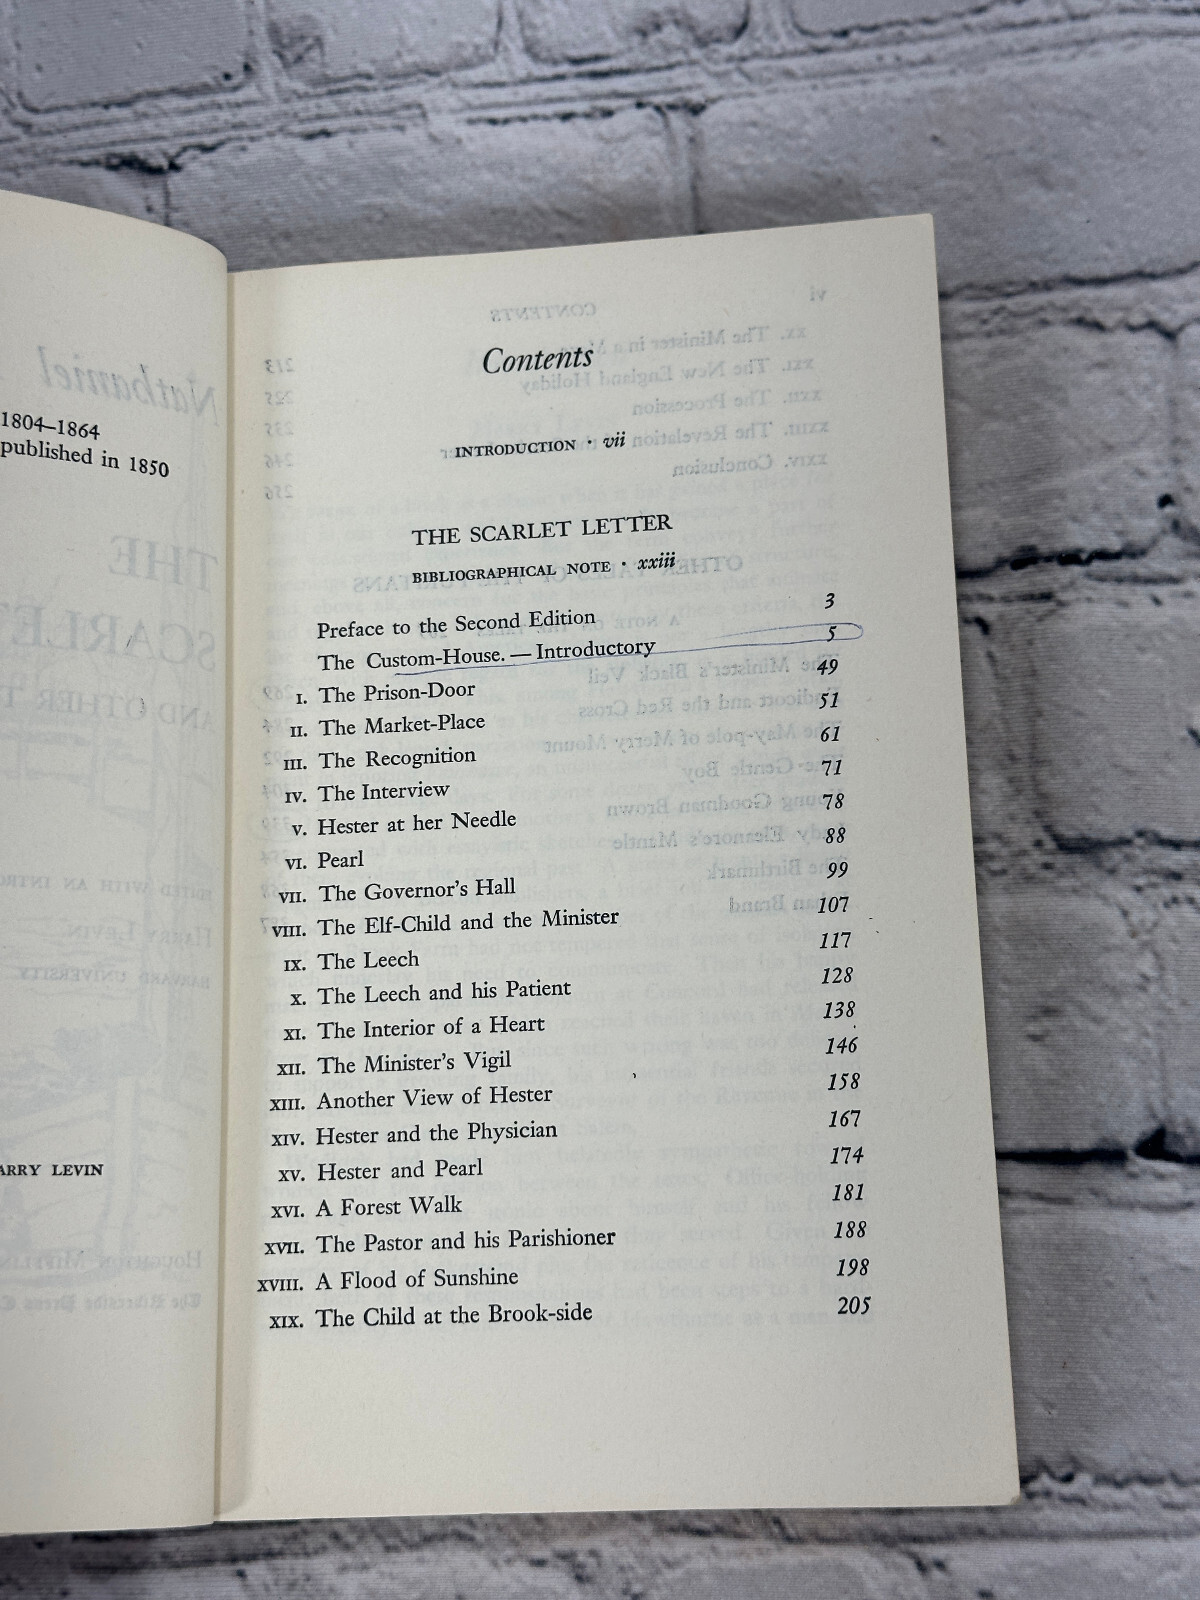 1804–1864
published in 1850
ARRY LEVIN
Contents
INTRODUCTION · vii
THE SCARLET LETTER
BIBLIOGRAPHICAL NOTE · xxiii
Preface to the Second Edition 3
The Custom-House. — Introductory 5
I. The Prison-Door 49
II. The Market-Place 51
III. The Recognition 61
IV. The Interview 71
V. Hester at her Needle 78
VI. Pearl 88
VII. The Governor's Hall 99
VIII. The Elf-Child and the Minister 107
IX. The Leech 117
X. The Leech and his Patient 128
XI. The Interior of a Heart 138
XII. The Minister's Vigil 146
XIII. Another View of Hester 158
XIV. Hester and the Physician 167
XV. Hester and Pearl 174
XVI. A Forest Walk 181
XVII. The Pastor and his Parishioner 188
XVIII. A Flood of Sunshine 198
XIX. The Child at the Brook-side 205